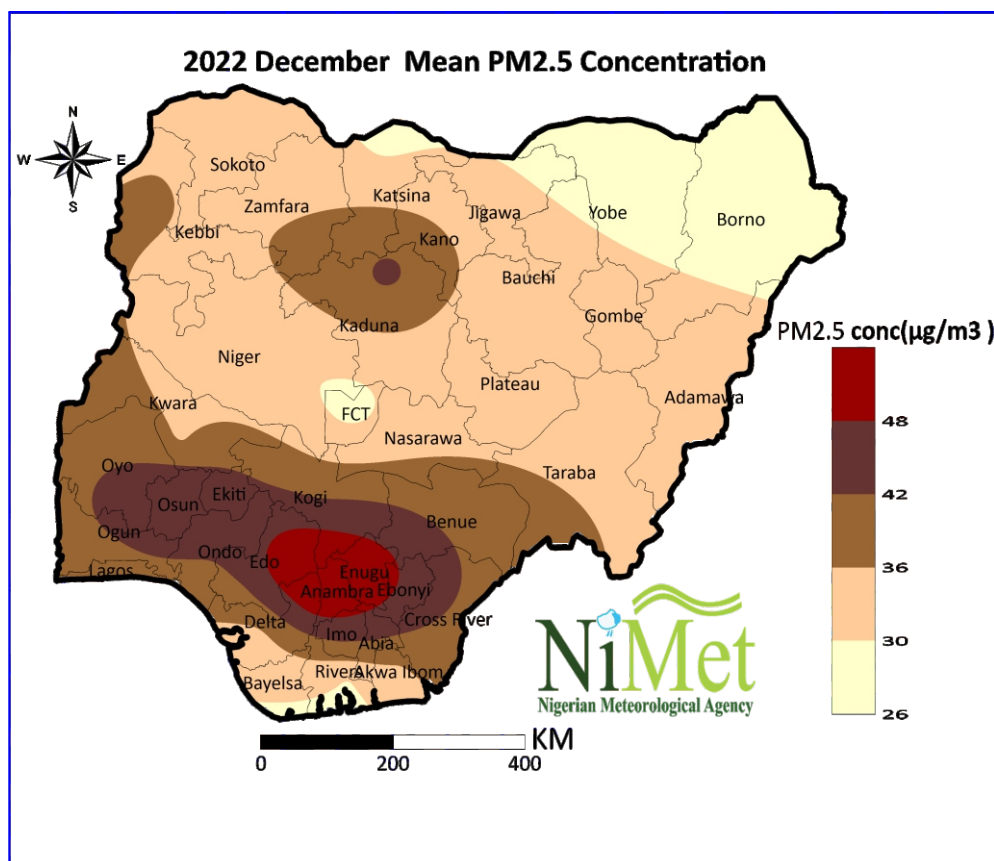 2022 December Mean PM2.5 Concentration
N
W E
S
Sokoto
Katsina
Zamfara
Jigawa
Yobe
Borno
Kebbi
Kano
Bauchi
Gombe
Kaduna
PM2.5 conc(µg/m3 )
Niger
Plateau
Adamawa
Kwara
FCT
48
Nasarawa
Oyo
Taraba
Kogi
Ekiti
42
Osun
Benue
Ogun
Ondo
Edo
36
Lagos
Enugu
Anambra
Ebonyi
Delta
Cross River
Imo
Abia
30
Rivers
Akwa Ibom
Bayelsa
NiMet
Nigerian Meteorological Agency
26
KM
0 200 400